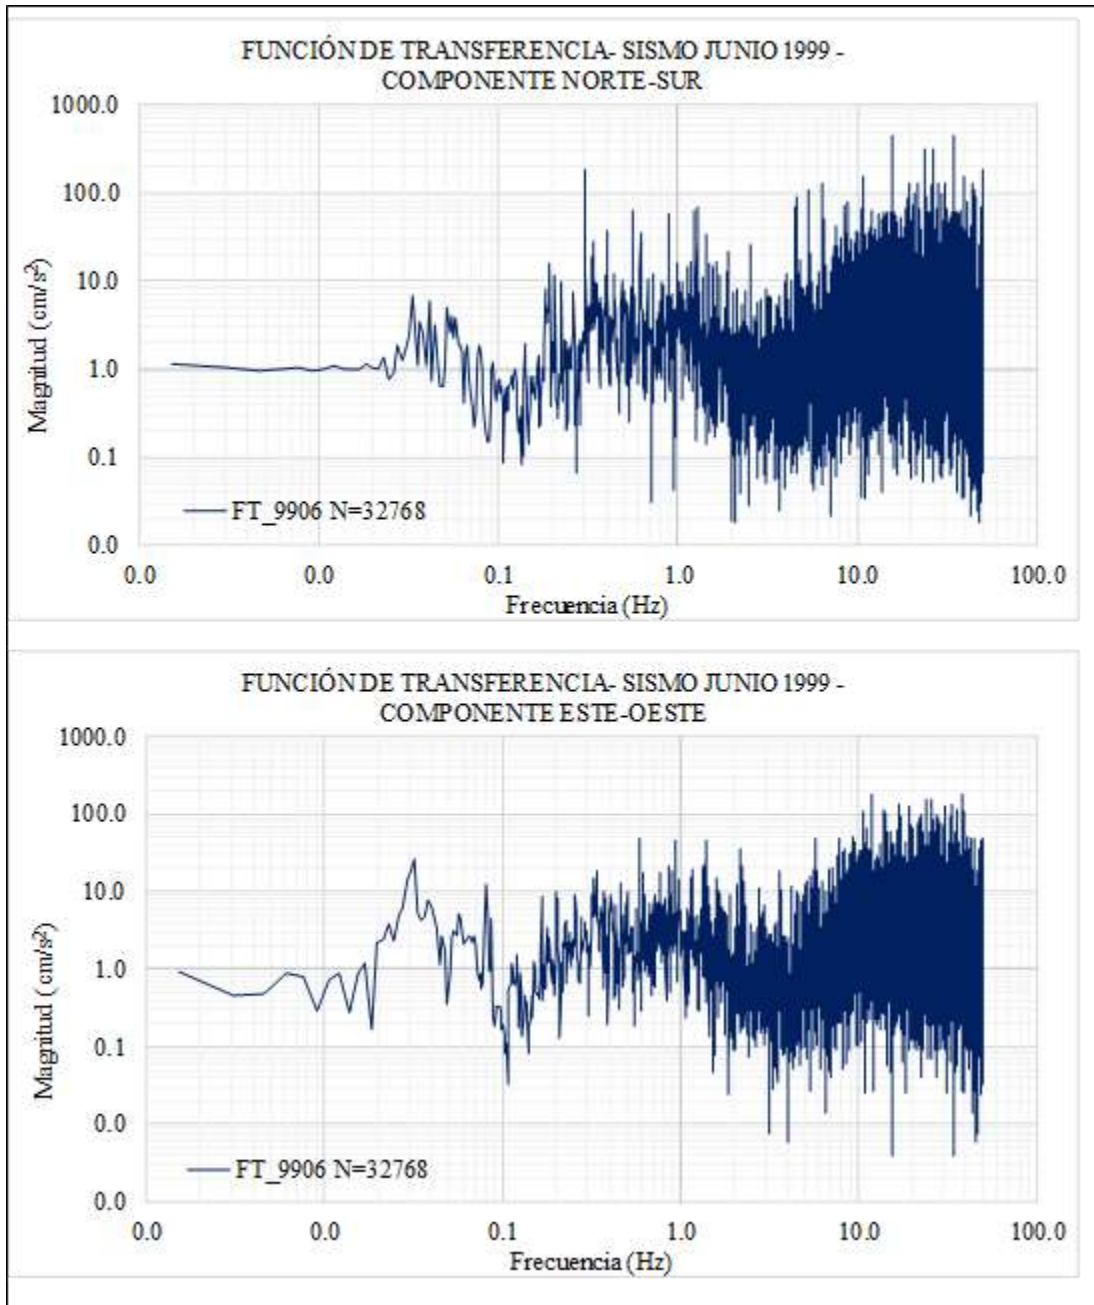 FUNCIÓN DE TRANSFERENCIA- SISMO JUNIO 1999 -
COMPONENTE NORTE-SUR
1000.0
100.0
10.0
1.0
0.1
0.0
Magnitud (cm/s²)
FT_9906 N=32768
0.0 0.0 0.1 1.0 10.0 100.0
Frecuencia (Hz)
FUNCIÓN DE TRANSFERENCIA- SISMO JUNIO 1999 -
COMPONENTE ESTE-OESTE
1000.0
100.0
10.0
1.0
0.1
0.0
0.0
Magnitud (cm/s²)
FT_9906 N=32768
0.0 0.0 0.1 1.0 10.0 100.0
Frecuencia (Hz)